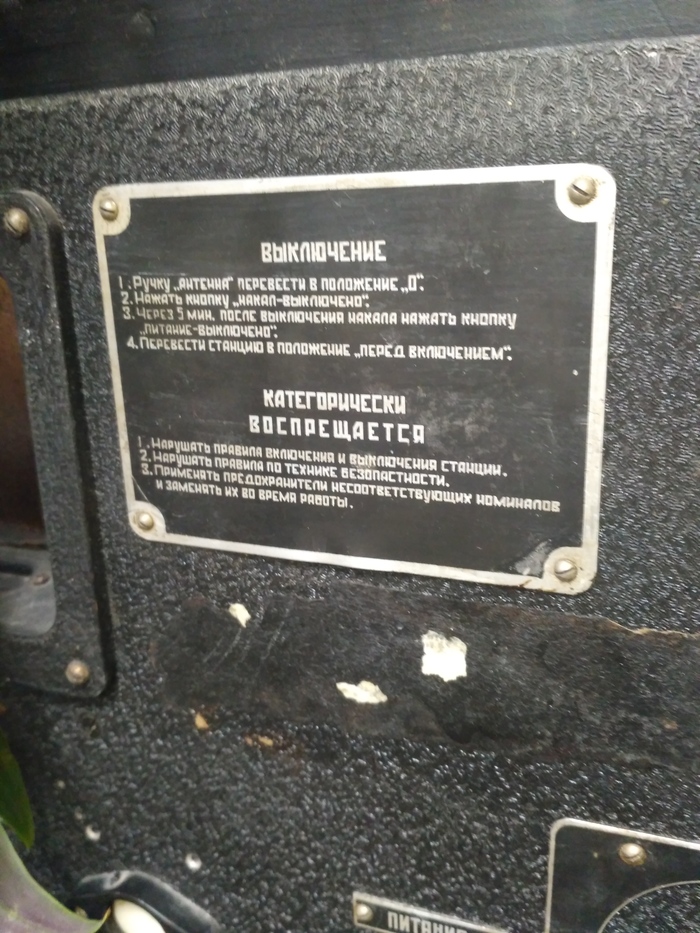 ВЫКЛЮЧЕНИЕ
1. Ручку „антенна" перевести в положение „0";
2. Нажать кнопку „накал-выключено";
3. Через 5 мин. после выключения накала нажать кнопку
„питание-выключено";
4. Перевести станцию в положение „перед включением";
КАТЕГОРИЧЕСКИ
ВОСПРЕЩАЕТСЯ
1. Нарушать правила включения и выключения станции.
2. Нарушать правила по технике безопасности.
3. Применять предохранители несоответствующих номиналов
и заменять их во время работы.
ПИТАНИЕ